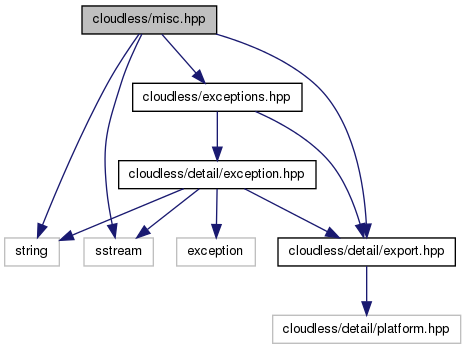 cloudless/misc.hpp
cloudless/exceptions.hpp
cloudless/detail/exception.hpp
string
sstream
exception
cloudless/detail/export.hpp
cloudless/detail/platform.hpp